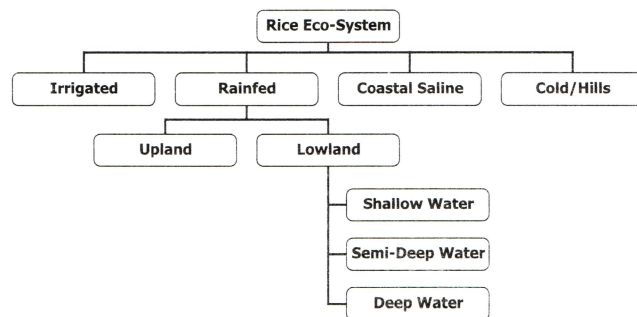 Rice Eco-System
Irrigated
Rainfed
Coastal Saline
Cold/Hills
Upland
Lowland
Shallow Water
Semi-Deep Water
Deep Water